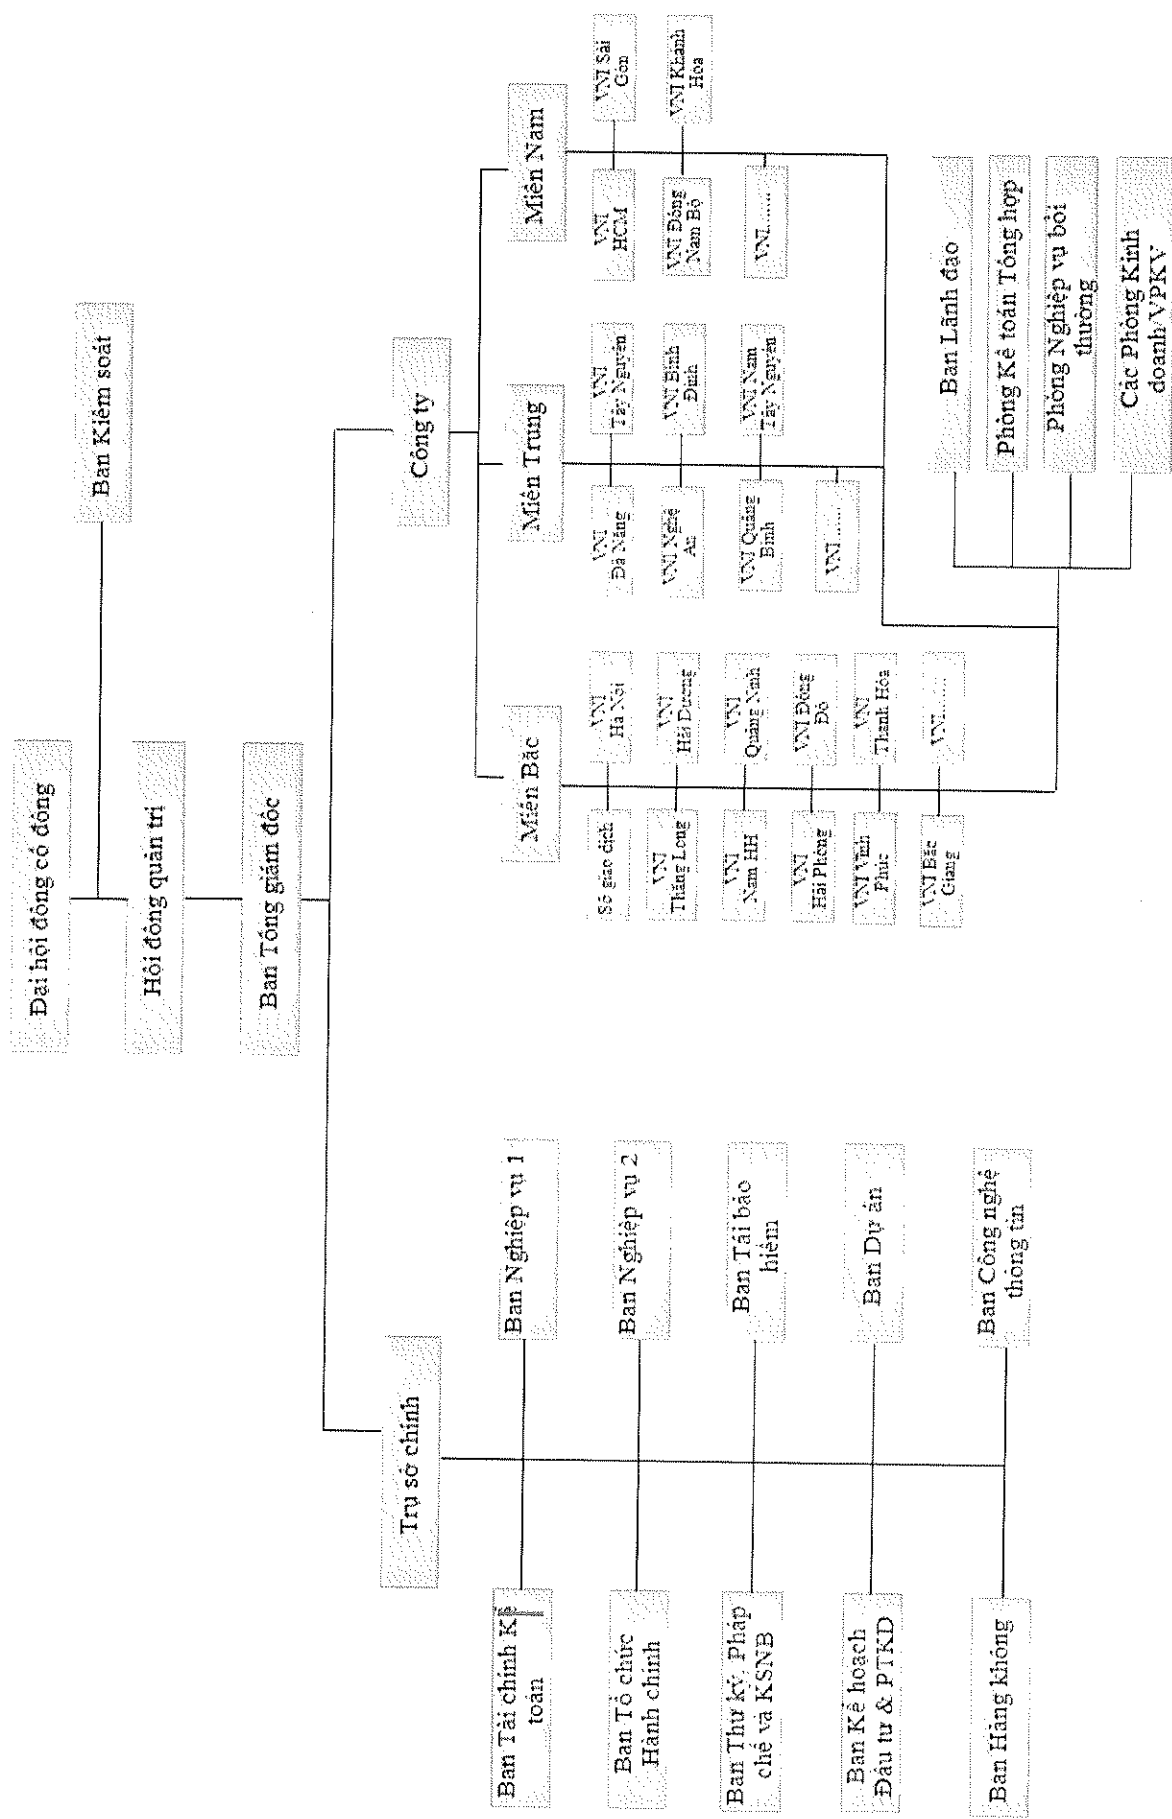 Đại hội đồng cổ đông
Ban Kiểm soát
Hội đồng quản trị
Ban Tổng giám đốc
Trụ sở chính
Công ty
Ban Tài chính Kế
toán
Ban Nghiệp vụ 1
Ban Tổ chức
Hành chính
Ban Nghiệp vụ 2
Ban Thư ký, Pháp
chế và KSNB
Ban Tái bảo
hiểm
Ban Kế hoạch
Đầu tư & PTKD
Ban Dự án
Ban Hàng không
Ban Công nghệ
thông tin
Miền Bắc
Miền Trung
Miền Nam
Sở giao dịch
VNI
Hà Nội
VNI
Thăng Long
VNI
Hải Dương
VNI
Nam HH
VNI
Quảng Ninh
VNI
Hải Phòng
VNI Đông
Đô
VNI Vĩnh
Phúc
VNI
Thanh Hóa
VNI Bắc
Giang
VNI........
VNI
Đà Nẵng
VNI
Tây Nguyên
VNI Nghệ
An
VNI Bình
Định
VNI Quảng
Bình
VNI Nam
Tây Nguyên
VNI........
VNI
HCM
VNI Sài
Gòn
VNI Đông
Nam Bộ
VNI Khánh
Hòa
VNI........
Ban Lãnh đạo
Phòng Kế toán Tổng hợp
Phòng Nghiệp vụ bồi
thường
Các Phòng Kinh
doanh/VPKV